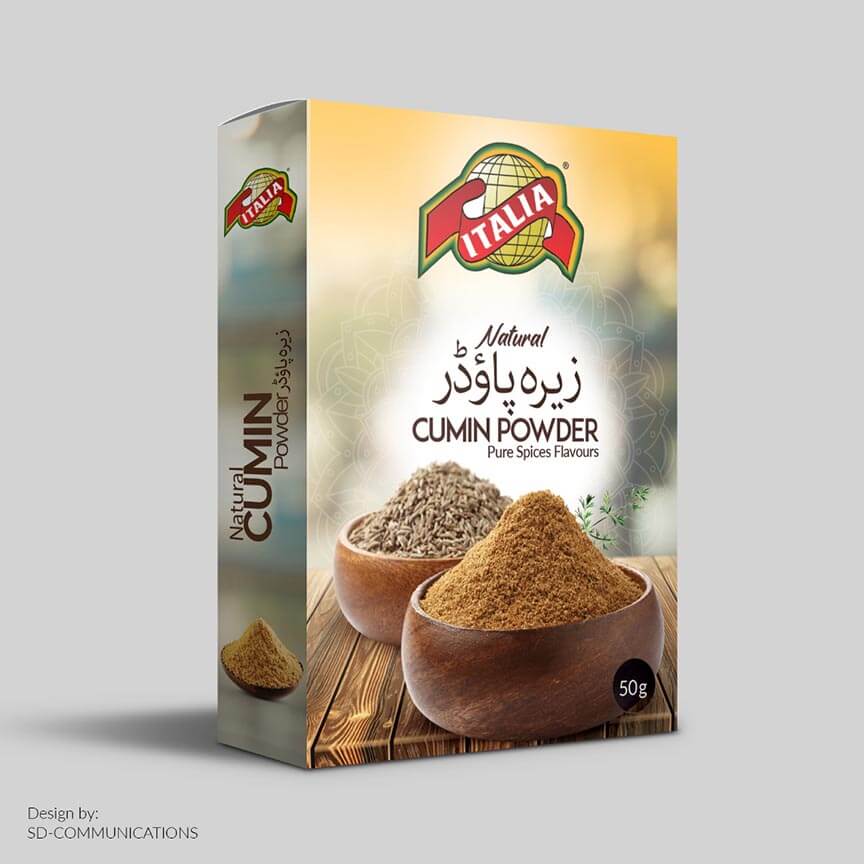 ITALIA
®
Natural
زیرہ پاؤڈر
CUMIN POWDER
Pure Spices Flavours
50g
ITALIA
Natural
CUMIN
Powder زیرہ پاؤڈر
Design by:
SD-COMMUNICATIONS